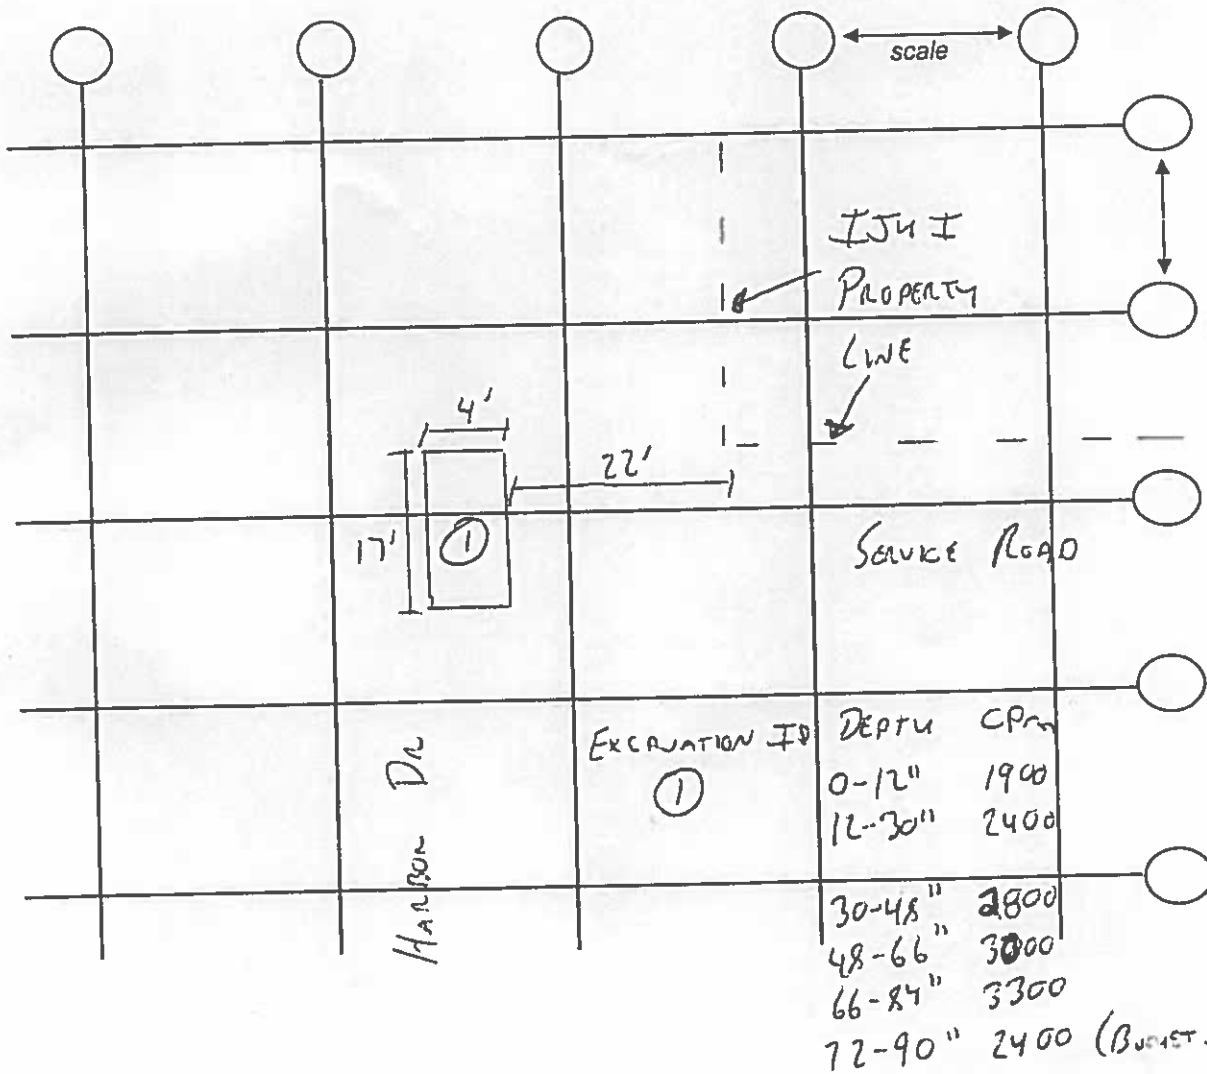 scale
IJ4I
PROPERTY
LINE
4'
22'
17'
1
SERVICE ROAD
HARBOR DR
EXCAVATION ID
1
DEPTH CPM
0-12" 1900
12-30" 2400
30-48" 2800
48-66" 3000
66-84" 3300
72-90" 2400